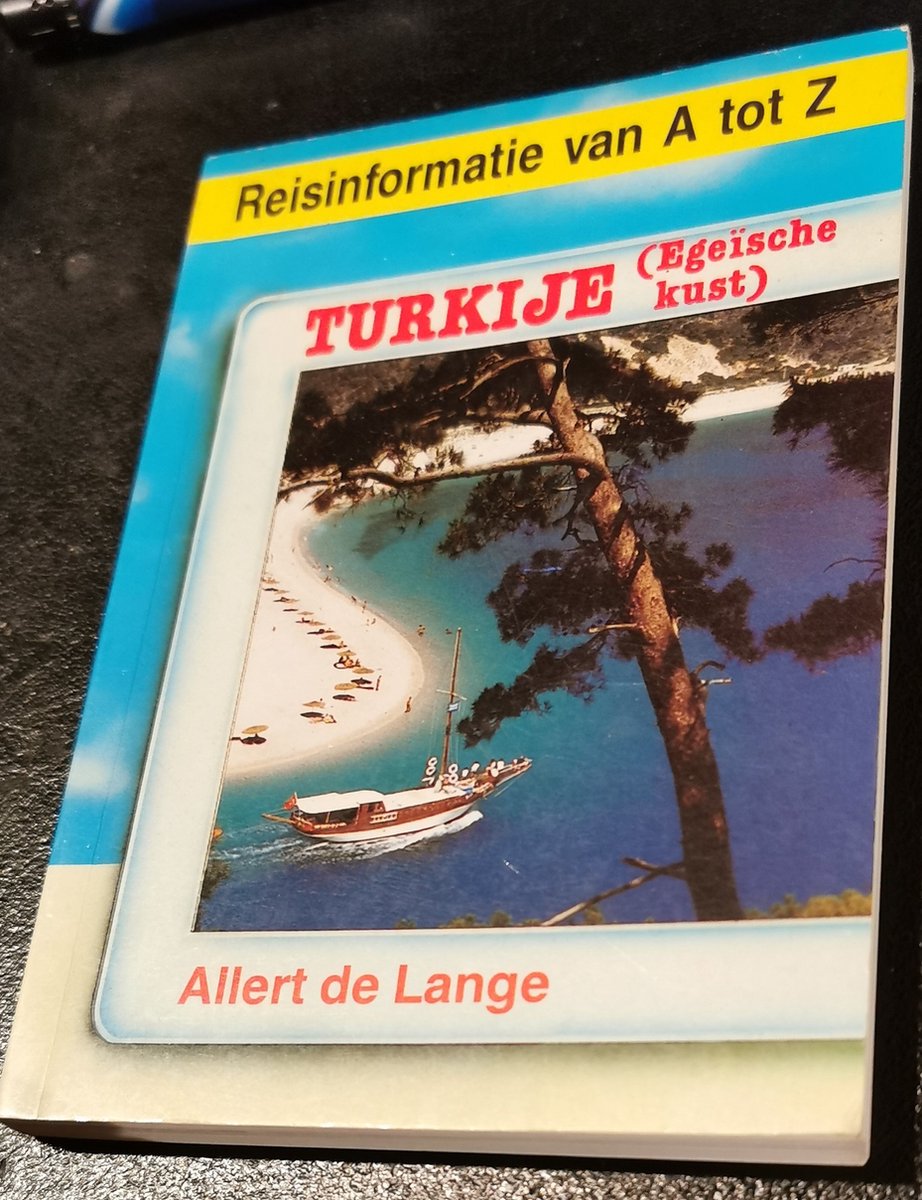 Reisinformatie van A tot Z
TURKIJE (Egeïsche
kust)
Allert de Lange